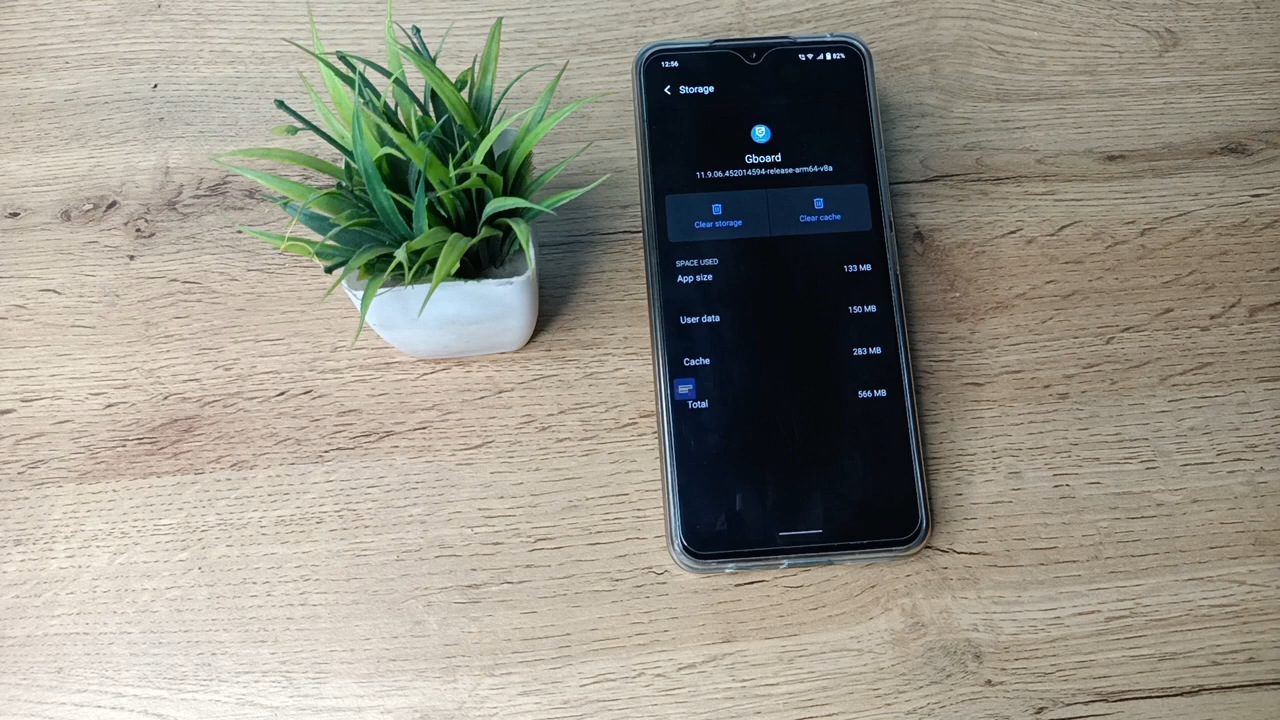 12:56
82%
Storage
Gboard
11.9.06.452014594-release-arm64-v8a
Clear storage
Clear cache
SPACE USED
App size
133 MB
User data
150 MB
Cache
283 MB
Total
566 MB